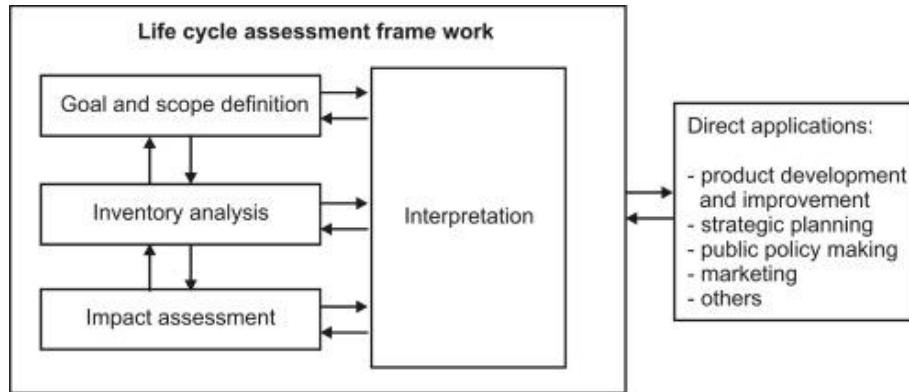 Life cycle assessment frame work
Goal and scope definition
Inventory analysis
Impact assessment
Interpretation
Direct applications:
- product development
and improvement
- strategic planning
- public policy making
- marketing
- others